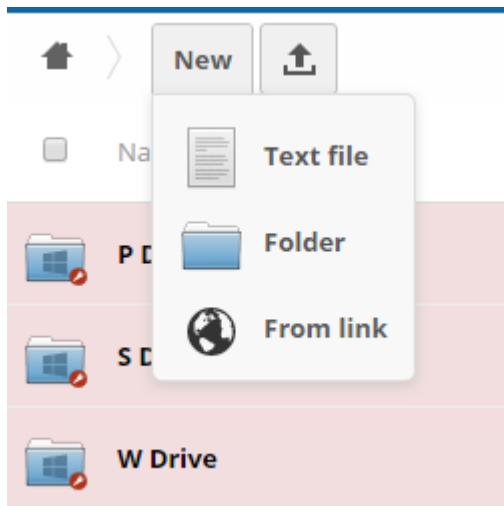 New
Na
Text file
P D
Folder
From link
S D
W Drive